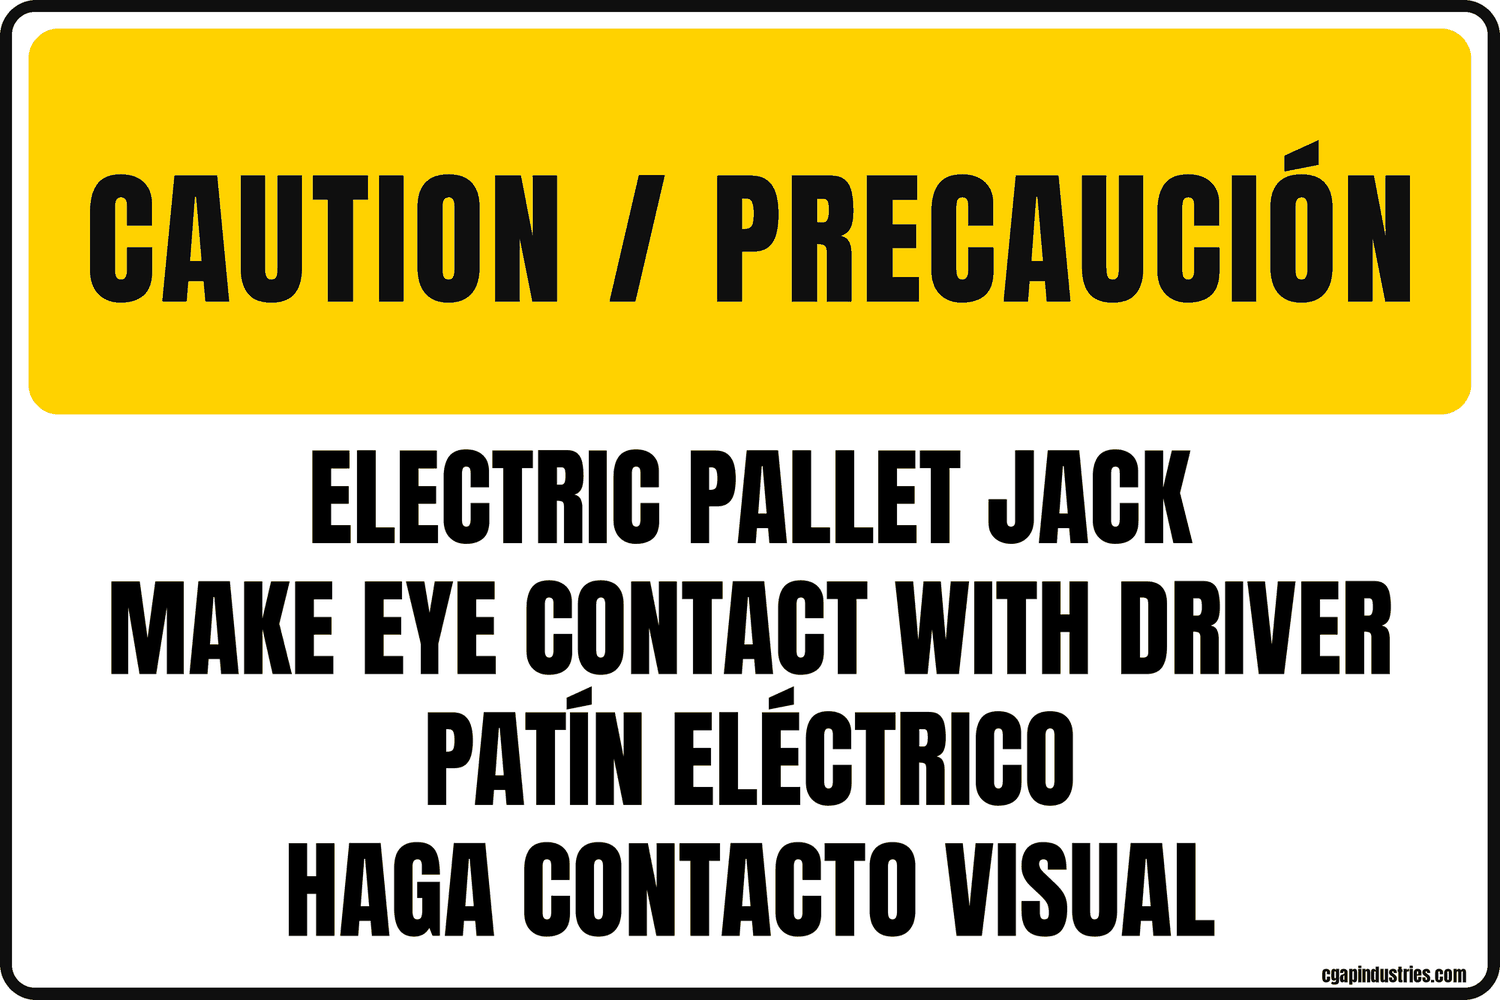 CAUTION / PRECAUCIÓN
ELECTRIC PALLET JACK
MAKE EYE CONTACT WITH DRIVER
PATÍN ELÉCTRICO
HAGA CONTACTO VISUAL
cgapindustries.com